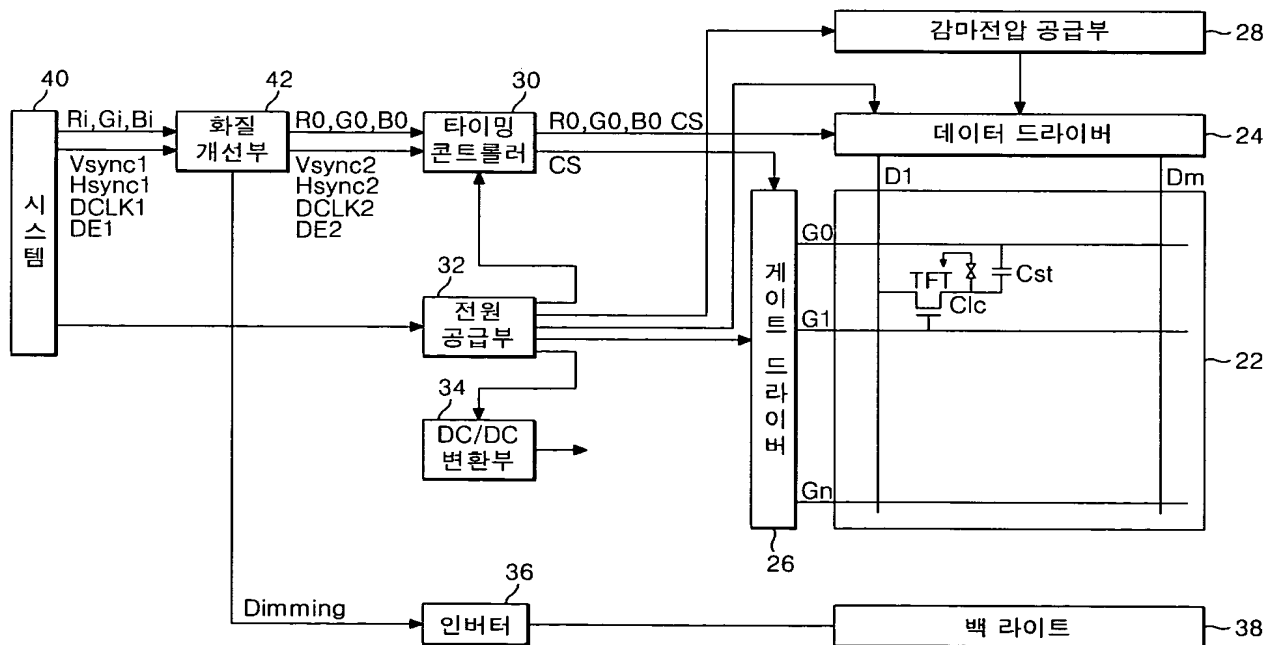 감마전압 공급부
28
40
42
30
Ri,Gi,Bi
화질
개선부
R0,G0,B0
타이밍
콘트롤러
R0,G0,B0 CS
데이터 드라이버
24
시스템
Vsync1
Hsync1
DCLK1
DE1
Vsync2
Hsync2
DCLK2
DE2
CS
D1
Dm
G0
TFT
Clc
Cst
G1
게이트 드라이버
22
32
전원
공급부
34
DC/DC
변환부
Gn
26
Dimming
36
인버터
백 라이트
38